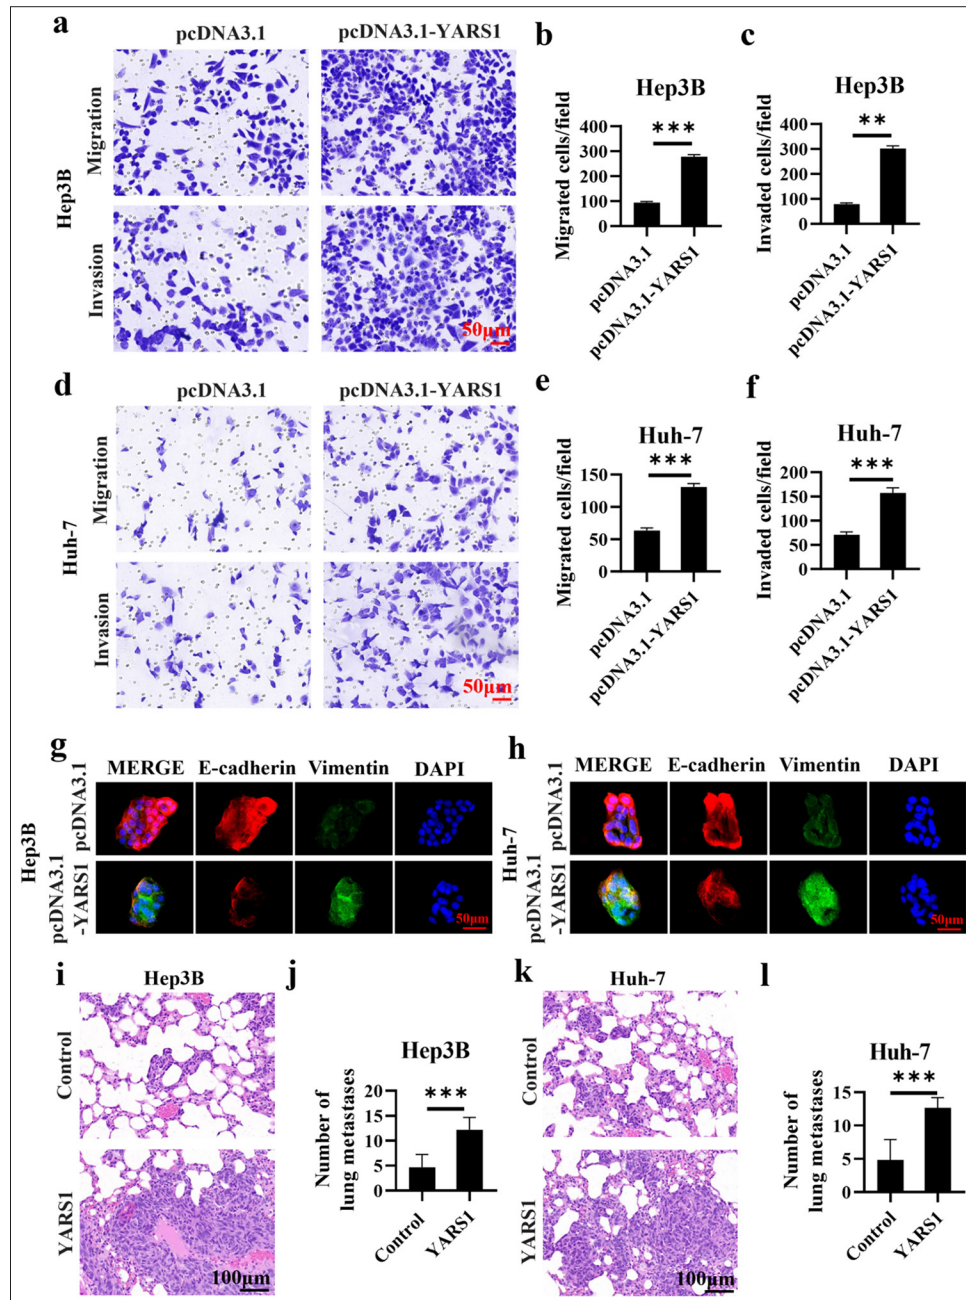 a
pcDNA3.1 pcDNA3.1-YARS1
Hep3B
Migration
Invasion
50μm
b
Hep3B
Migrated cells/field
400
300
200
100
0
***
pcDNA3.1
pcDNA3.1-YARS1
c
Hep3B
Invaded cells/field
400
300
200
100
0
**
pcDNA3.1
pcDNA3.1-YARS1
d
pcDNA3.1 pcDNA3.1-YARS1
Huh-7
Migration
Invasion
50μm
e
Huh-7
Migrated cells/field
150
100
50
0
***
pcDNA3.1
pcDNA3.1-YARS1
f
Huh-7
Invaded cells/field
200
150
100
50
0
***
pcDNA3.1
pcDNA3.1-YARS1
g
MERGE E-cadherin Vimentin DAPI
Hep3B
pcDNA3.1
pcDNA3.1
-YARS1
50μm
h
MERGE E-cadherin Vimentin DAPI
Huh-7
pcDNA3.1
pcDNA3.1
-YARS1
50μm
i
Hep3B
Control
YARS1
100μm
j
Hep3B
Number of
lung metastases
20
15
10
5
0
***
Control
YARS1
k
Huh-7
Control
YARS1
100μm
l
Huh-7
Number of
lung metastases
15
10
5
0
***
Control
YARS1